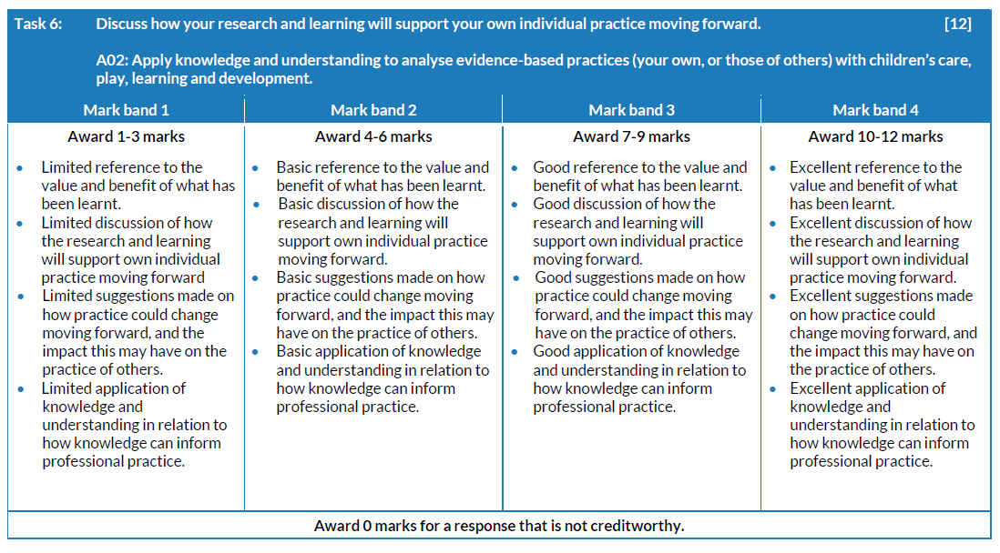 Task 6: Discuss how your research and learning will support your own individual practice moving forward. [12]
A02: Apply knowledge and understanding to analyse evidence-based practices (your own, or those of others) with children's care,
play, learning and development.
Mark band 1
Mark band 2
Mark band 3
Mark band 4
Award 1-3 marks
• Limited reference to the
value and benefit of what has
been learnt.
• Limited discussion of how
the research and learning
will support own individual
practice moving forward
• Limited suggestions made on
how practice could change
moving forward, and the
impact this may have on the
practice of others.
• Limited application of
knowledge and
understanding in relation to
how knowledge can inform
professional practice.
Award 4-6 marks
• Basic reference to the value and
benefit of what has been learnt.
• Basic discussion of how the
research and learning will
support own individual practice
moving forward.
• Basic suggestions made on how
practice could change moving
forward, and the impact this may
have on the practice of others.
• Basic application of knowledge
and understanding in relation to
how knowledge can inform
professional practice.
Award 7-9 marks
• Good reference to the value and
benefit of what has been learnt.
• Good discussion of how the
research and learning will
support own individual practice
moving forward.
• Good suggestions made on how
practice could change moving
forward, and the impact this may
have on the practice of others.
• Good application of knowledge
and understanding in relation to
how knowledge can inform
professional practice.
Award 10-12 marks
• Excellent reference to the
value and benefit of what
has been learnt.
• Excellent discussion of how
the research and learning
will support own individual
practice moving forward.
• Excellent suggestions made
on how practice could
change moving forward, and
the impact this may have on
the practice of others.
• Excellent application of
knowledge and
understanding in relation to
how knowledge can inform
professional practice.
Award 0 marks for a response that is not creditworthy.